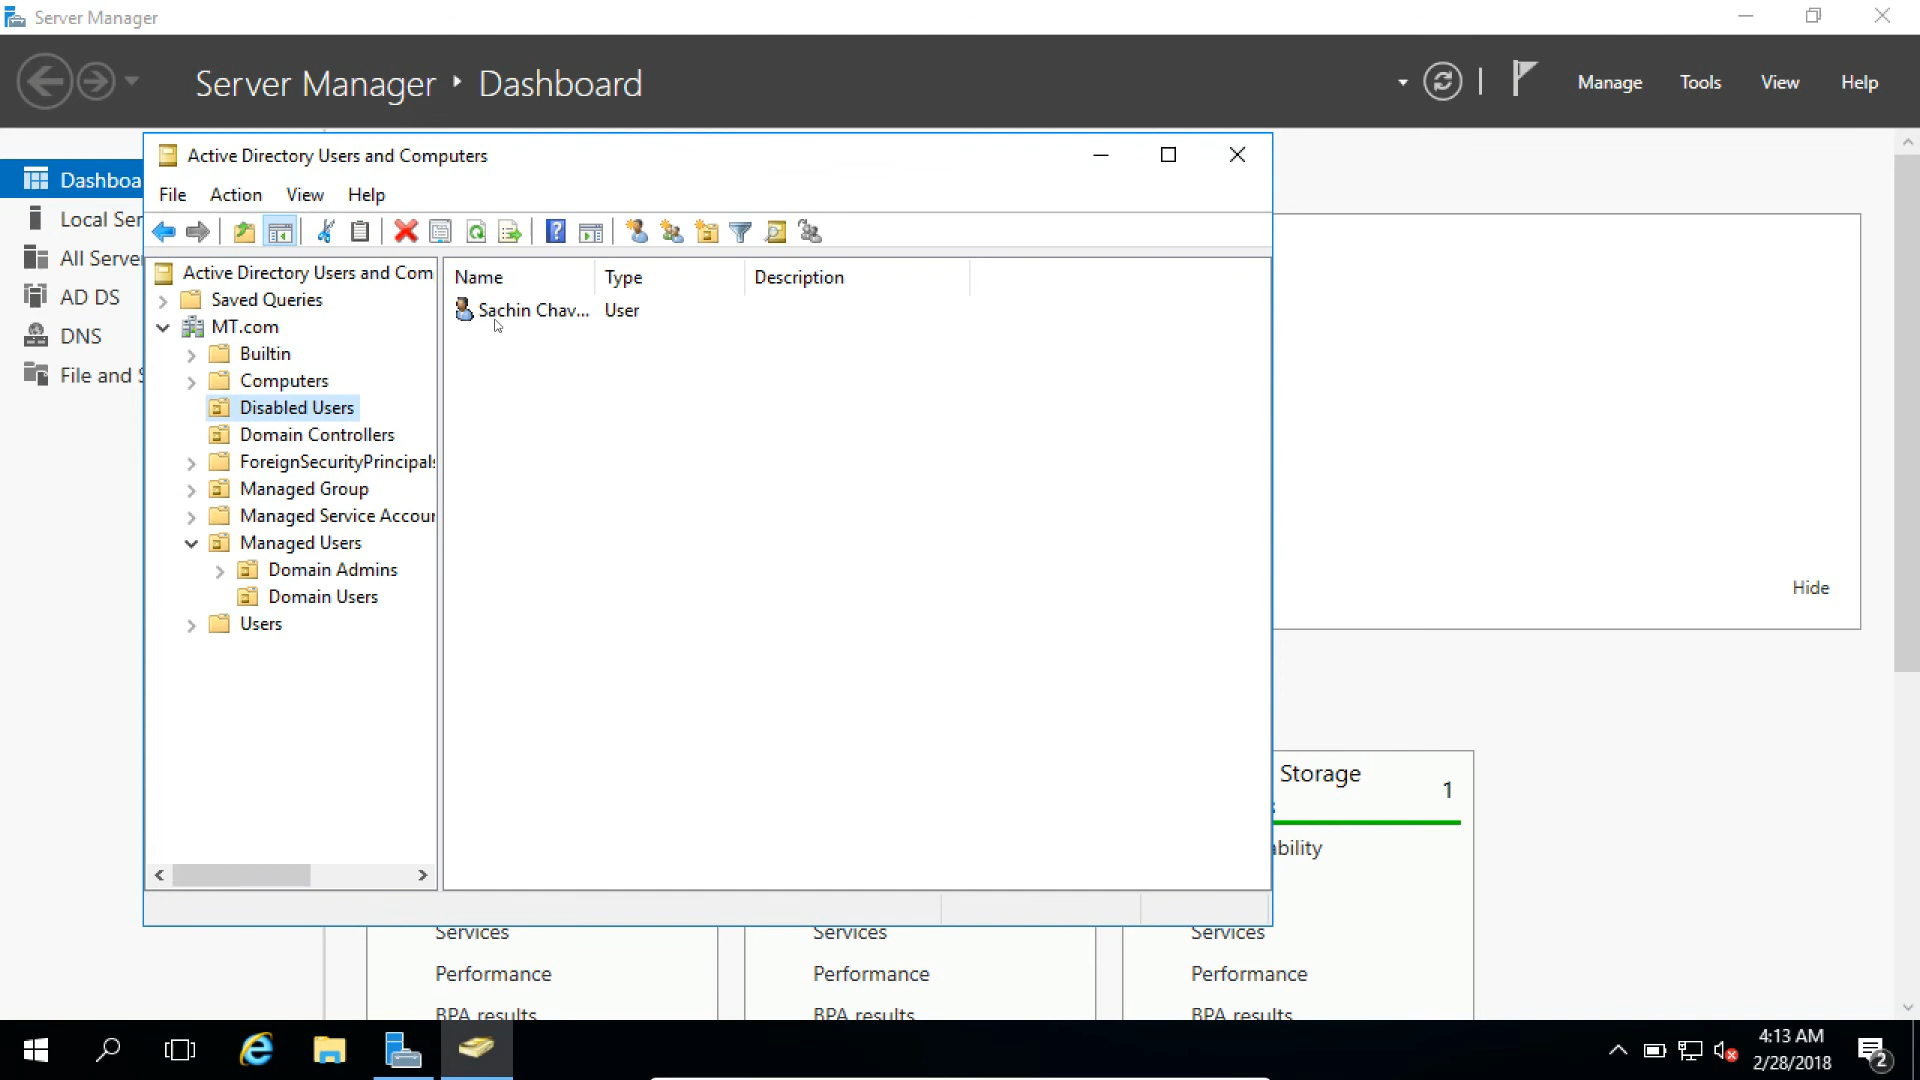 Server Manager
Server Manager ‣ Dashboard
Manage Tools View Help
Dashboa
Local Ser
All Server
AD DS
DNS
File and S
Active Directory Users and Computers
File Action View Help
Active Directory Users and Com
Saved Queries
MT.com
Builtin
Computers
Disabled Users
Domain Controllers
ForeignSecurityPrincipals
Managed Group
Managed Service Accour
Managed Users
Domain Admins
Domain Users
Users
Name Type Description
Sachin Chav... User
Hide
Storage 1
ability
Services Services Services
Performance Performance Performance
BPA results BPA results BPA results
4:13 AM
2/28/2018
2